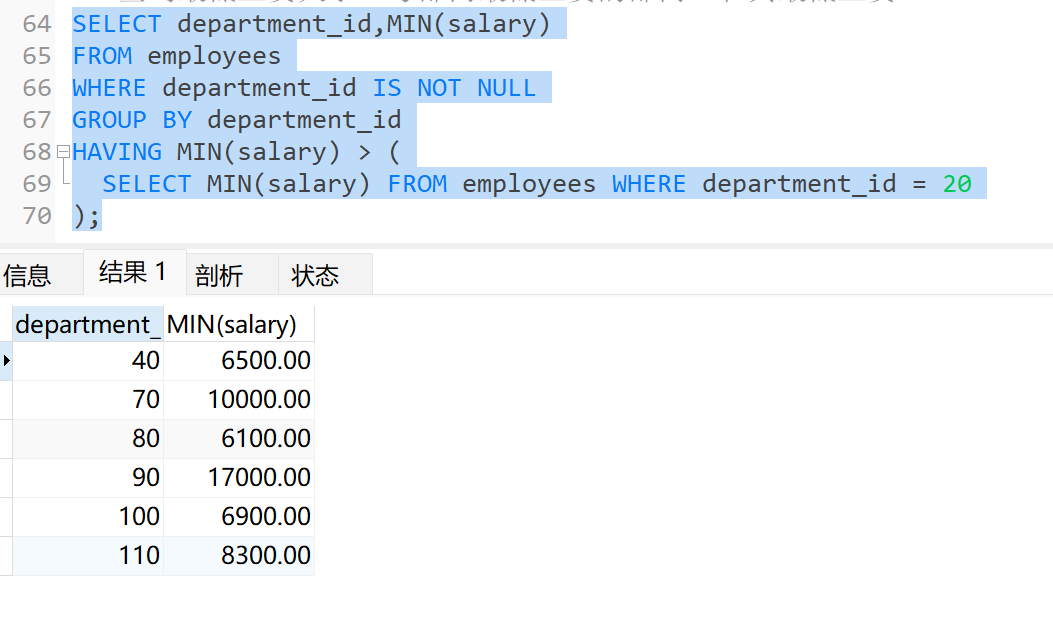 64 SELECT department_id,MIN(salary)
65 FROM employees
66 WHERE department_id IS NOT NULL
67 GROUP BY department_id
68 HAVING MIN(salary) > (
69 SELECT MIN(salary) FROM employees WHERE department_id = 20
70 );
信息 结果 1 剖析 状态
department_ MIN(salary)
40 6500.00
70 10000.00
80 6100.00
90 17000.00
100 6900.00
110 8300.00